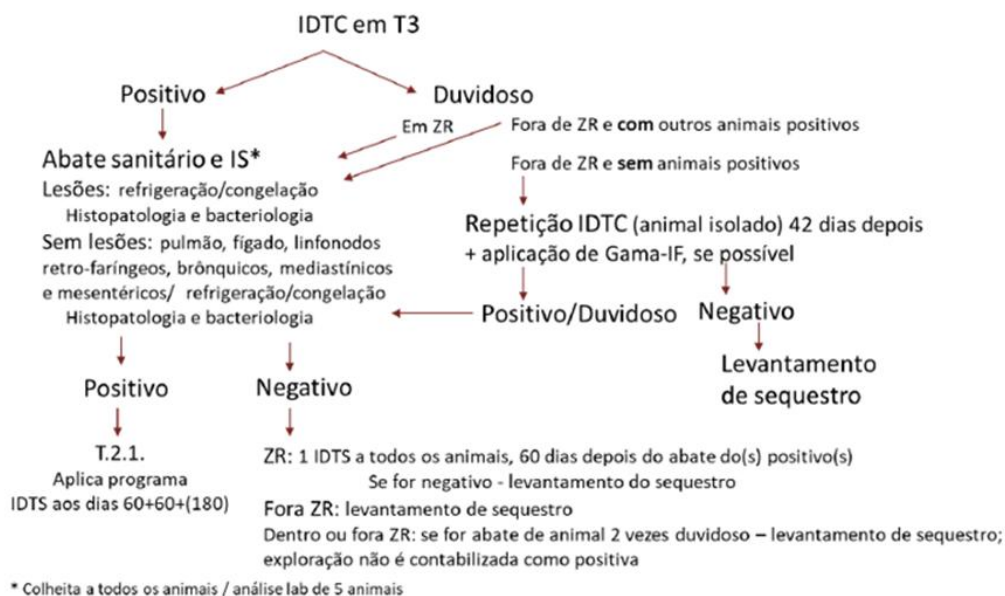 IDTC em T3
Positivo
Duvidoso
Em ZR
Fora de ZR e com outros animais positivos
Fora de ZR e sem animais positivos
Abate sanitário e IS*
Lesões: refrigeração/congelação
Histopatologia e bacteriologia
Sem lesões: pulmão, fígado, linfonodos
retro-faríngeos, brônquicos, mediastínicos
e mesentéricos/ refrigeração/congelação
Histopatologia e bacteriologia
Repetição IDTC (animal isolado) 42 dias depois
+ aplicação de Gama-IF, se possível
Positivo/Duvidoso
Negativo
Levantamento
de sequestro
Positivo
Negativo
T.2.1.
Aplica programa
IDTS aos dias 60+60+(180)
ZR: 1 IDTS a todos os animais, 60 dias depois do abate do(s) positivo(s)
Se for negativo - levantamento do sequestro
Fora ZR: levantamento de sequestro
Dentro ou fora ZR: se for abate de animal 2 vezes duvidoso – levantamento de sequestro;
exploração não é contabilizada como positiva
* Colheita a todos os animais / análise lab de 5 animais